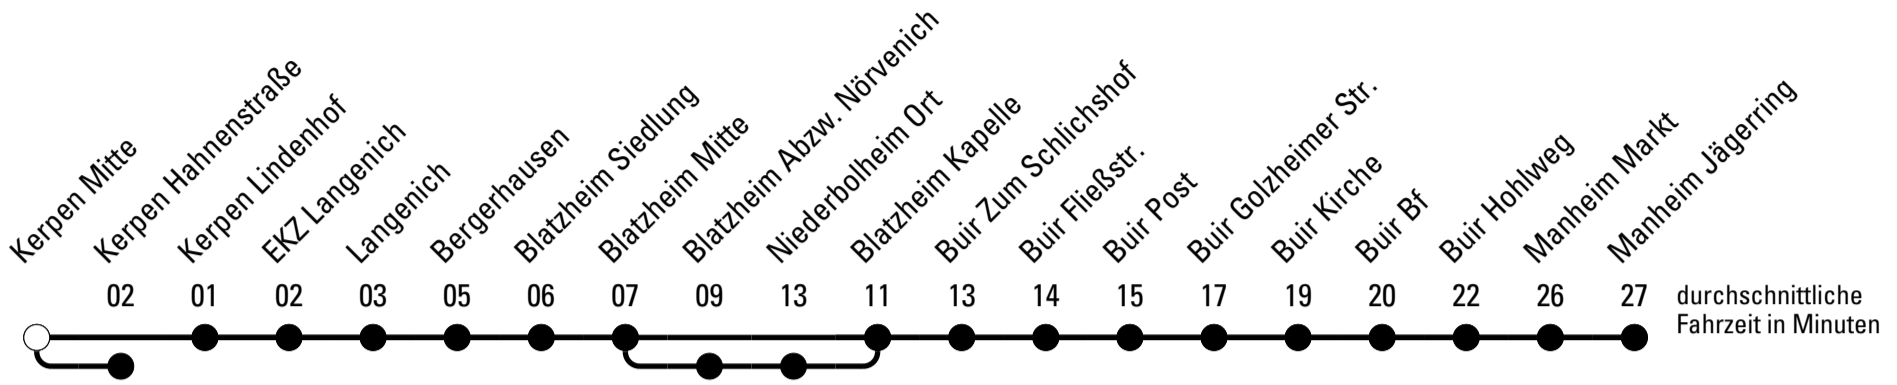 Kerpen Mitte
Kerpen Hahnenstraße
Kerpen Lindenhof
EKZ Langenich
Langenich
Bergerhausen
Blatzheim Siedlung
Blatzheim Mitte
Blatzheim Abzw. Nörvenich
Niederbolheim Ort
Blatzheim Kapelle
Buir Zum Schlichshof
Buir Fließstr.
Buir Post
Buir Golzheimer Str.
Buir Kirche
Buir Bf
Buir Hohlweg
Manheim Markt
Manheim Jägerring
02 01 02 03 05 06 07 09 13 11 13 14 15 17 19 20 22 26 27
durchschnittliche
Fahrzeit in Minuten